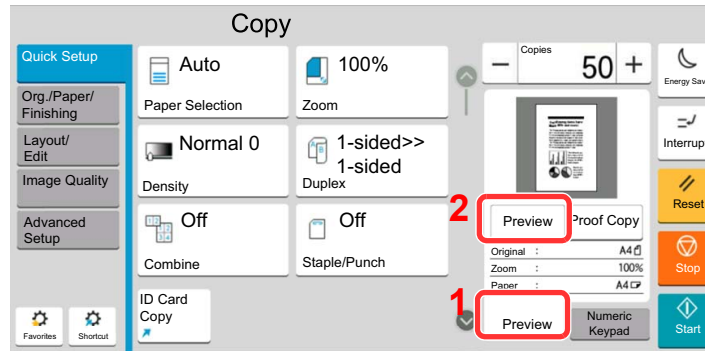 Copy
Quick Setup
Org./Paper/
Finishing
Layout/
Edit
Image Quality
Advanced
Setup
Favorites
Shortcut
Auto
Paper Selection
100%
Zoom
Normal 0
Density
1-sided>>
1-sided
Duplex
Off
Combine
Off
Staple/Punch
ID Card
Copy
Copies
50
2
Preview
Proof Copy
Original : A4
Zoom : 100%
Paper : A4
1
Preview
Numeric
Keypad
Energy Sav
Interrup
Reset
Stop
Start